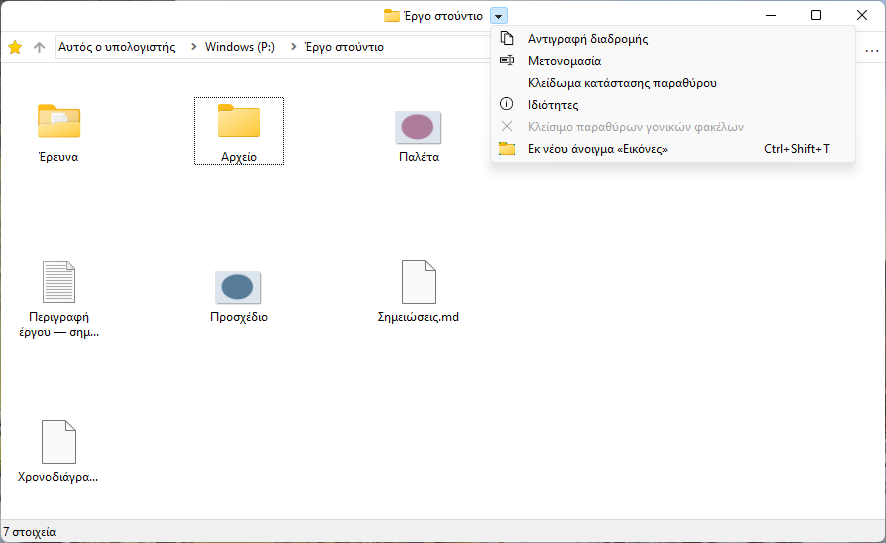 Έργο στούντιο
Αυτός ο υπολογιστής
Windows (P:)
Έργο στούντιο
Αντιγραφή διαδρομής
Μετονομασία
Κλείδωμα κατάστασης παραθύρου
Ιδιότητες
Κλείσιμο παραθύρων γονικών φακέλων
Εκ νέου άνοιγμα «Εικόνες» Ctrl+Shift+T
Έρευνα
Αρχείο
Παλέτα
Περιγραφή
έργου — σημ...
Προσχέδιο
Σημειώσεις.md
Χρονοδιάγρα...
7 στοιχεία